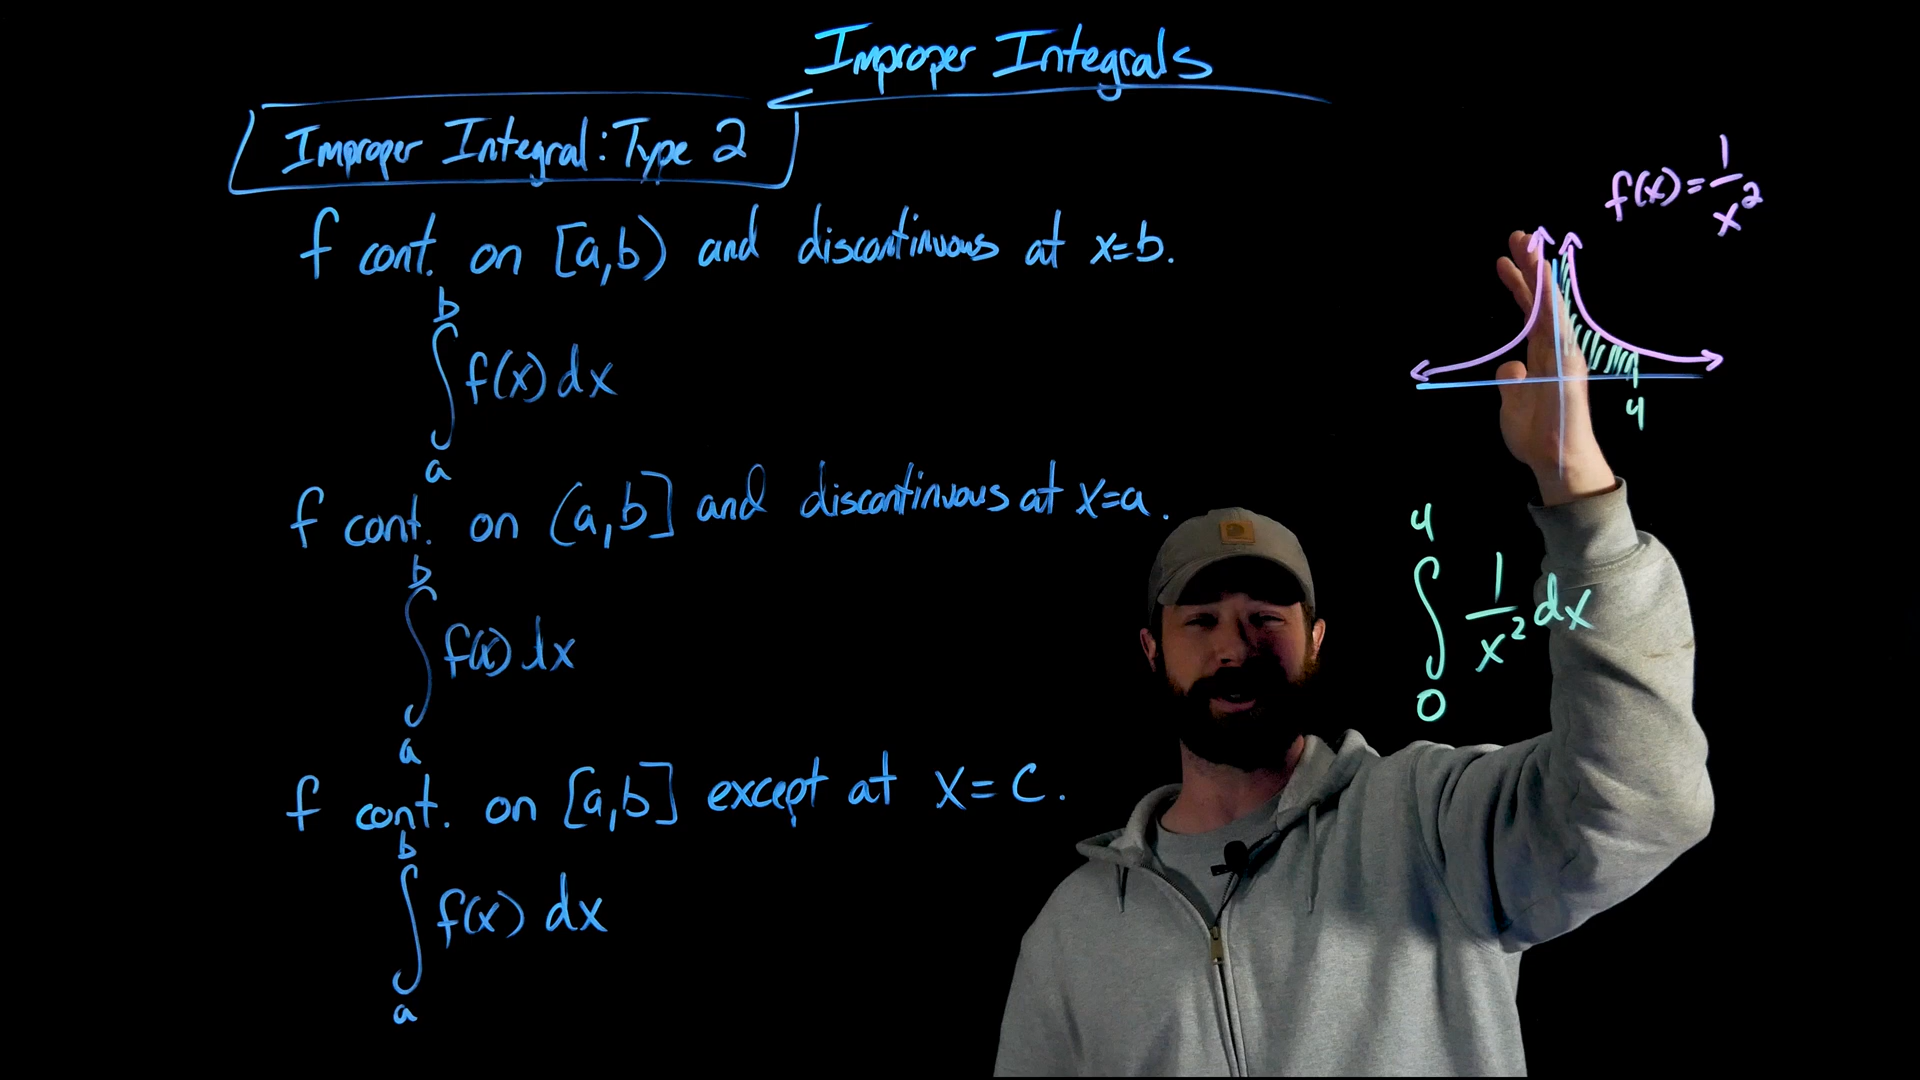 Improper Integrals
Improper Integral: Type 2
f cont. on [a,b) and discontinuous at x=b.
b
∫ f(x) dx
a
f cont. on (a,b] and discontinuous at x=a.
b
∫ f(x) dx
a
f cont. on [a,b] except at x=c.
b
∫ f(x) dx
a
f(x) = 1/x²
4
4
∫ 1/x² dx
0